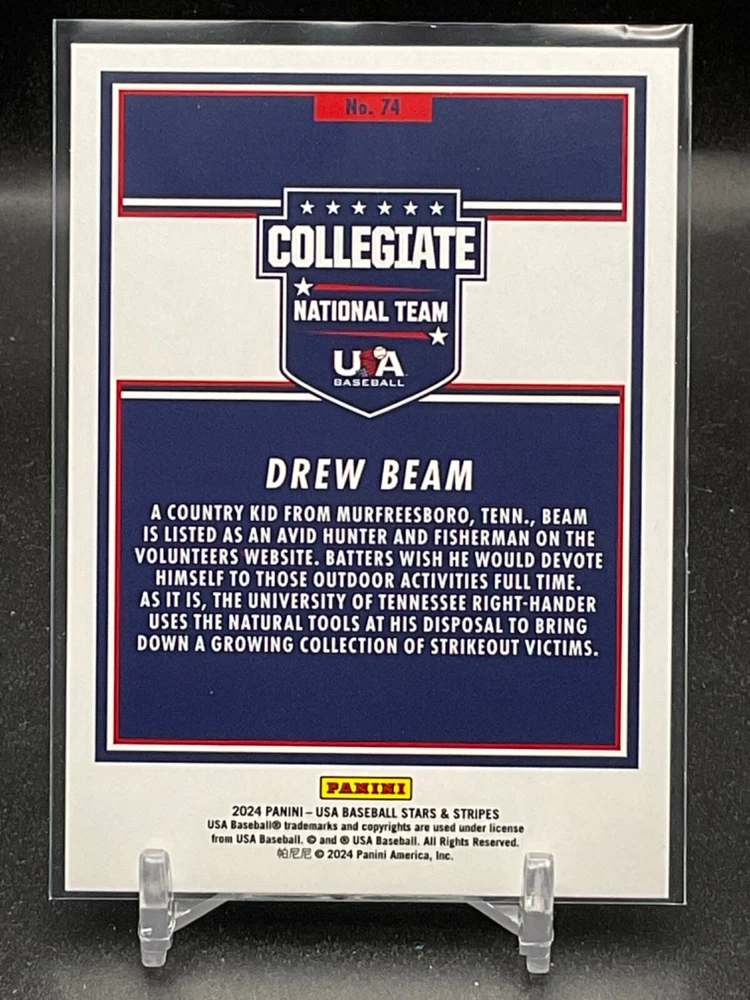 No. 74
COLLEGIATE
NATIONAL TEAM
USA
BASEBALL
DREW BEAM
A COUNTRY KID FROM MURFREESBORO, TENN., BEAM
IS LISTED AS AN AVID HUNTER AND FISHERMAN ON THE
VOLUNTEERS WEBSITE. BATTERS WISH HE WOULD DEVOTE
HIMSELF TO THOSE OUTDOOR ACTIVITIES FULL TIME.
AS IT IS, THE UNIVERSITY OF TENNESSEE RIGHT-HANDER
USES THE NATURAL TOOLS AT HIS DISPOSAL TO BRING
DOWN A GROWING COLLECTION OF STRIKEOUT VICTIMS.
PANINI
2024 PANINI – USA BASEBALL STARS & STRIPES
USA Baseball® trademarks and copyrights are used under license
from USA Baseball. © and ® USA Baseball. All Rights Reserved.
帕尼尼 © 2024 Panini America, Inc.